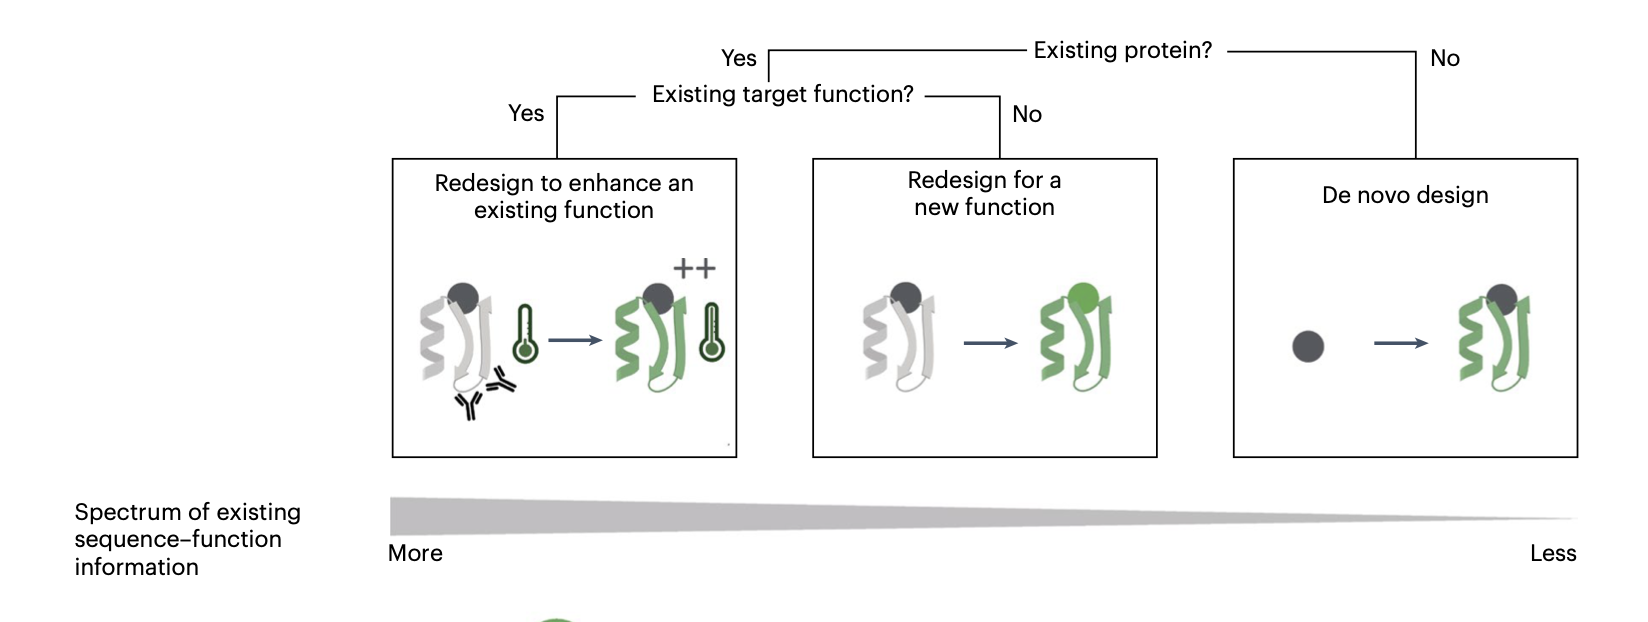 Existing protein?
Yes
No
Existing target function?
Yes
No
Redesign to enhance an
existing function
Redesign for a
new function
De novo design
++
Spectrum of existing
sequence–function
information
More
Less